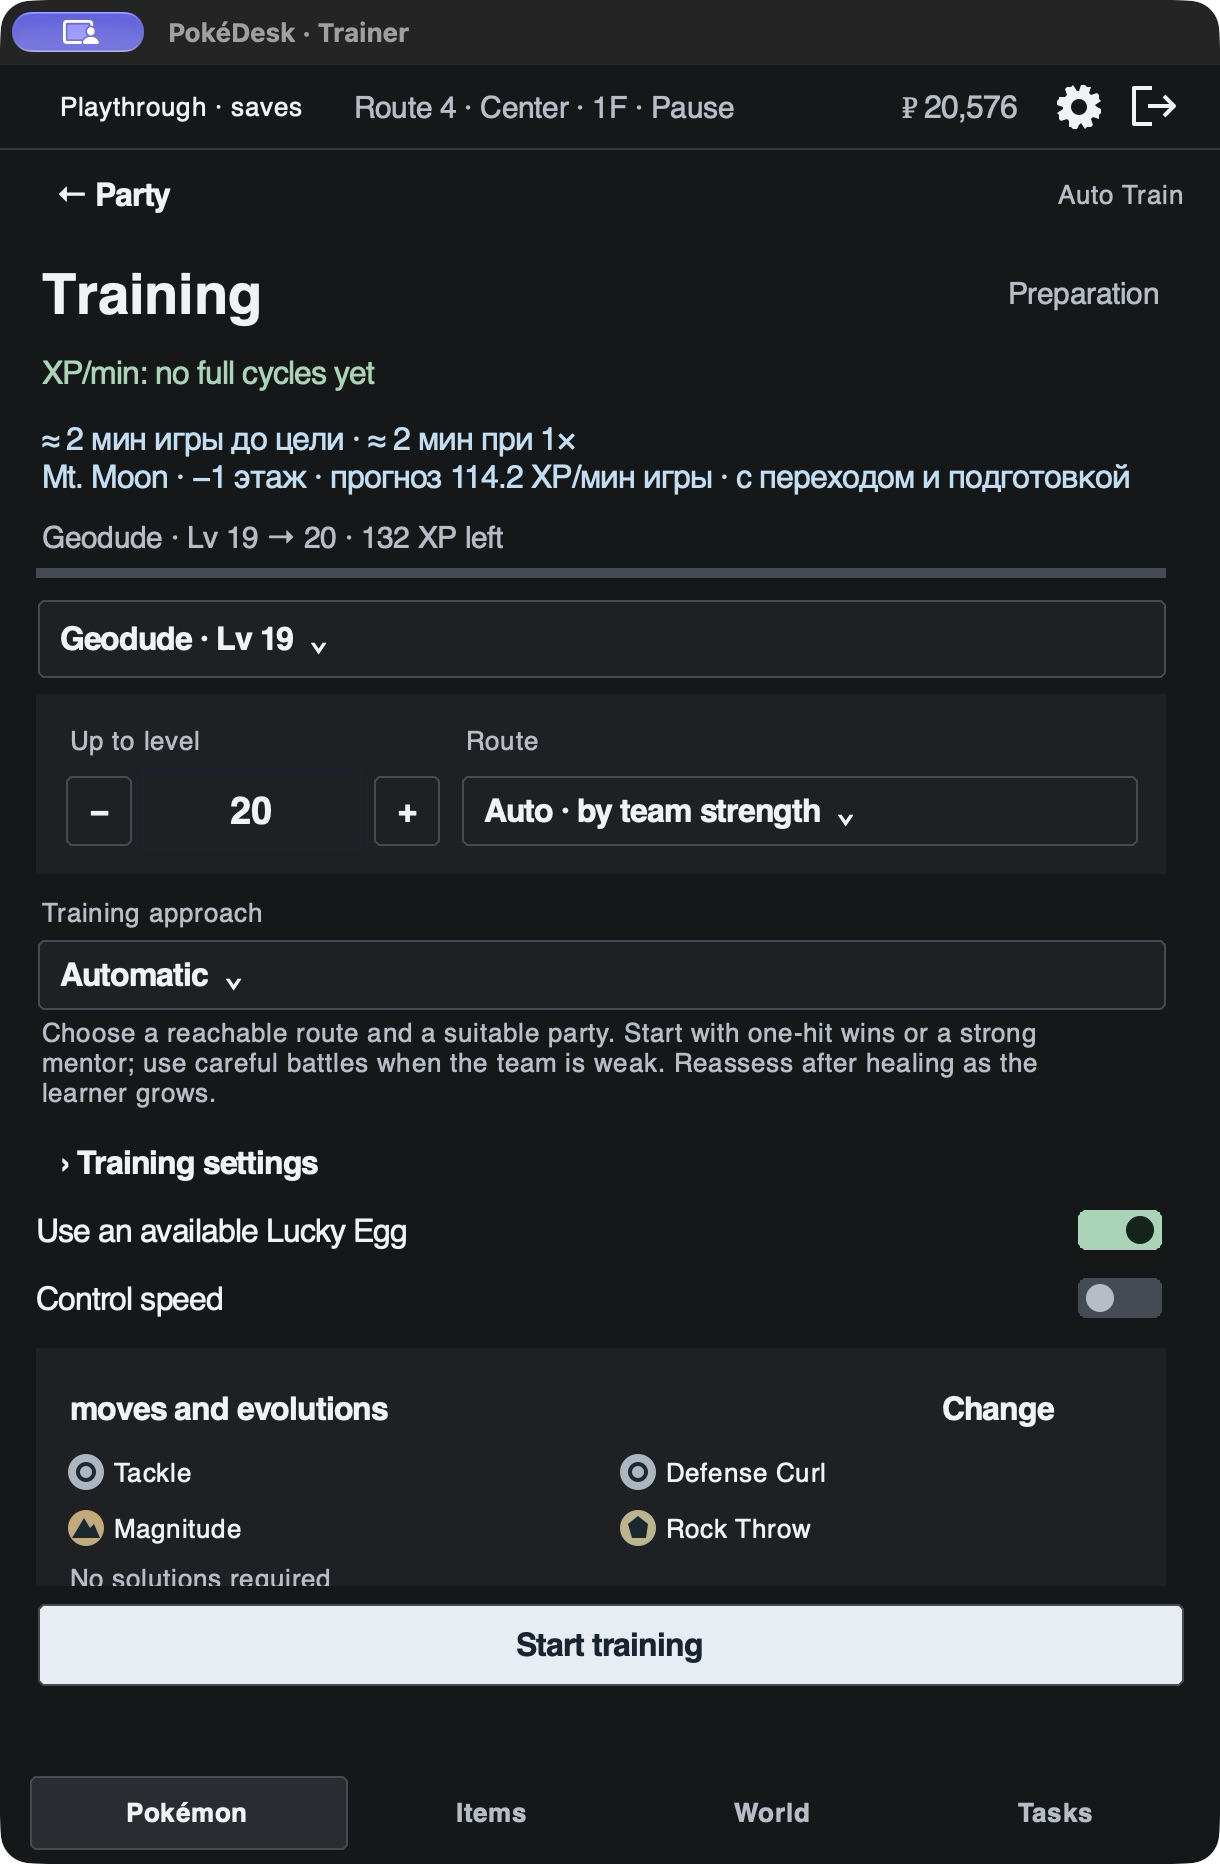 PokéDesk · Trainer
Playthrough · saves Route 4 · Center · 1F · Pause ₽ 20,576
← Party Auto Train
Training Preparation
XP/min: no full cycles yet
≈ 2 мин игры до цели · ≈ 2 мин при 1×
Mt. Moon · −1 этаж · прогноз 114.2 XP/мин игры · с переходом и подготовкой
Geodude · Lv 19 → 20 · 132 XP left
Geodude · Lv 19
Up to level Route
− 20 + Auto · by team strength
Training approach
Automatic
Choose a reachable route and a suitable party. Start with one-hit wins or a strong
mentor; use careful battles when the team is weak. Reassess after healing as the
learner grows.
› Training settings
Use an available Lucky Egg
Control speed
moves and evolutions Change
Tackle Defense Curl
Magnitude Rock Throw
No solutions required
Start training
Pokémon Items World Tasks